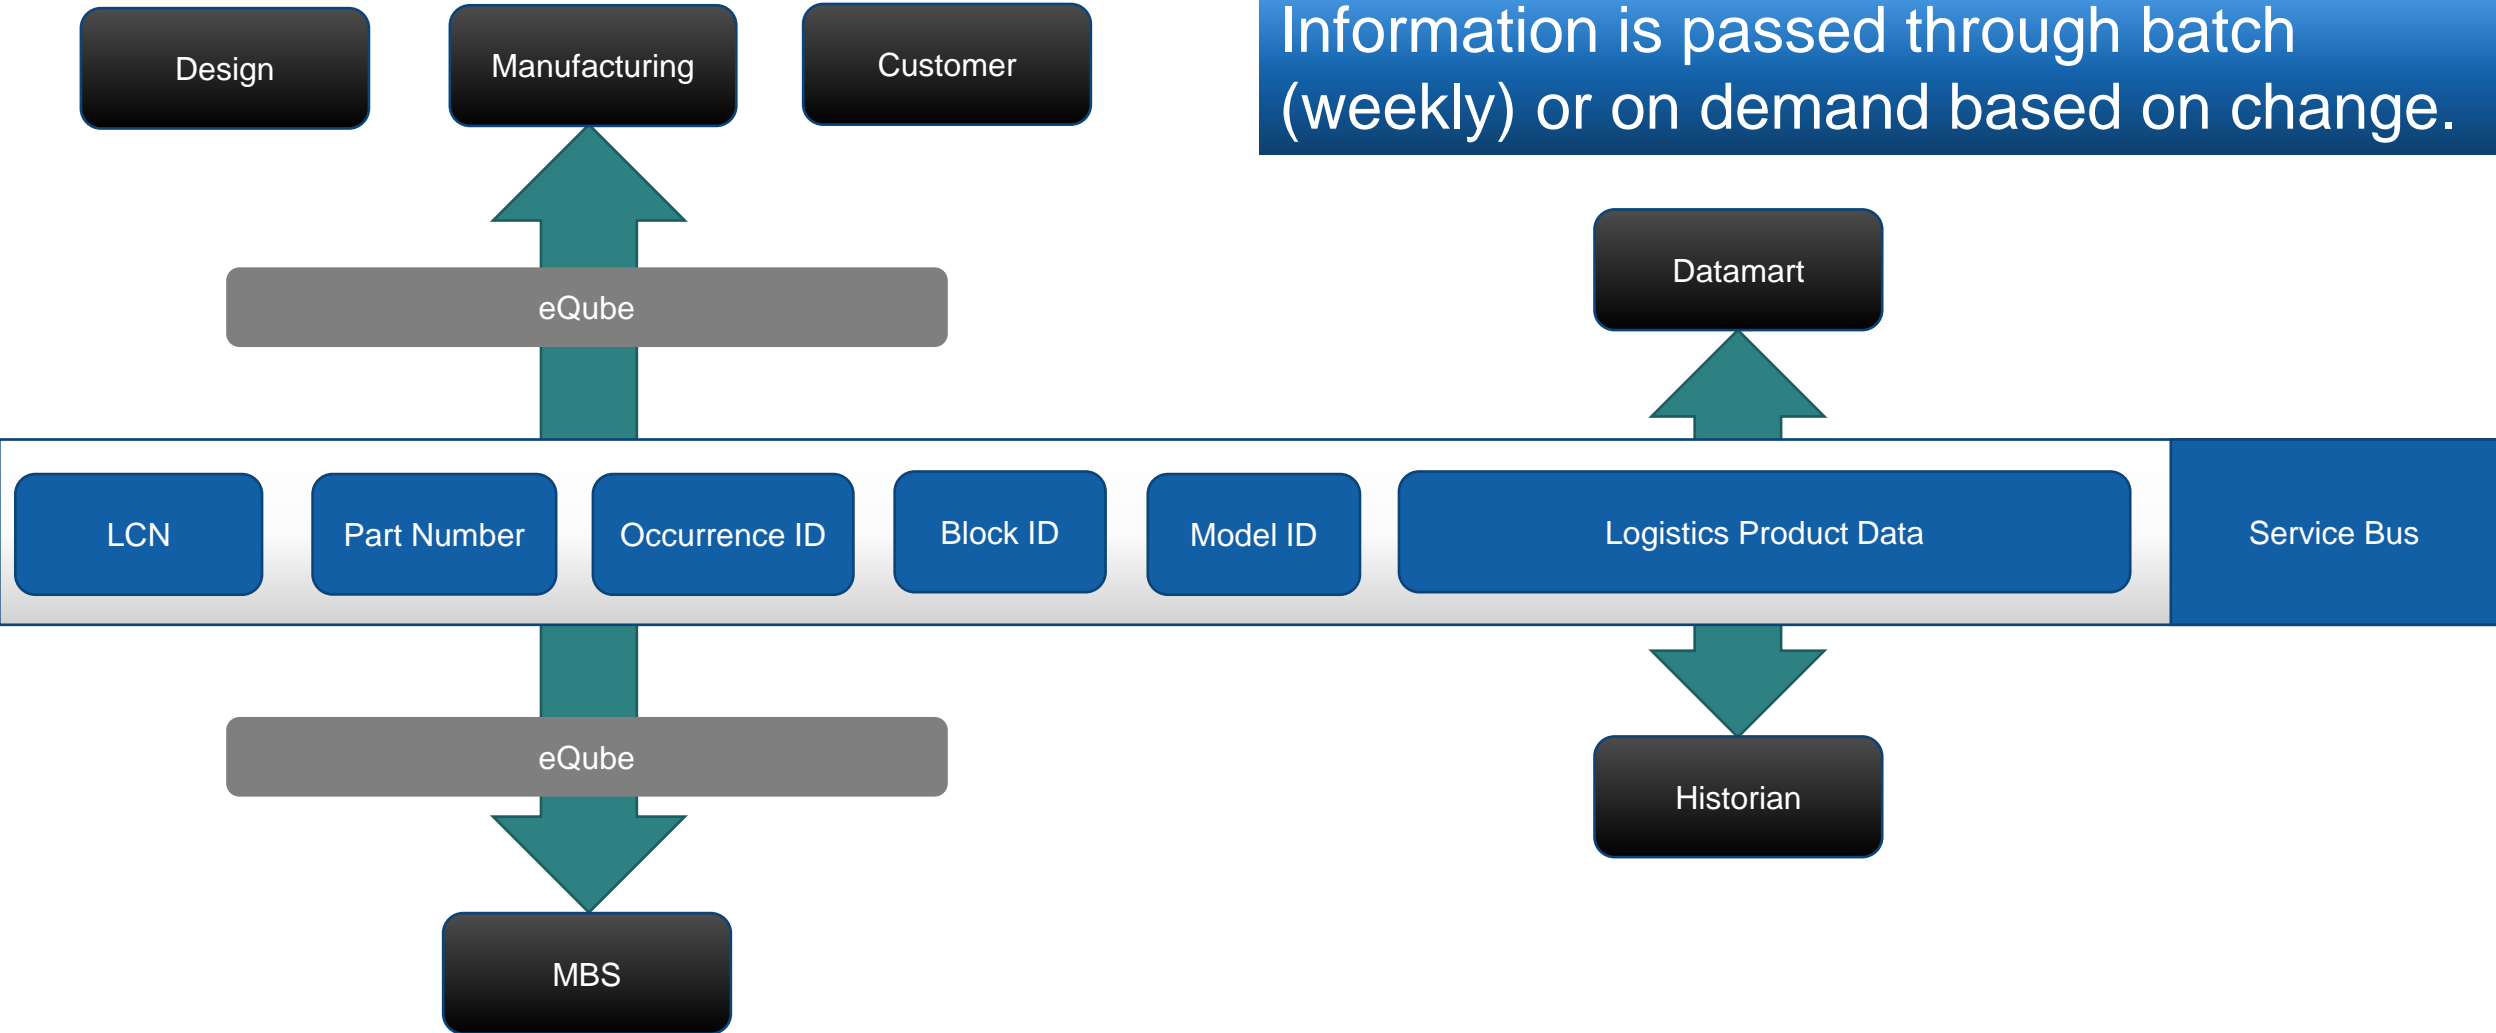 Information is passed through batch
(weekly) or on demand based on change.
Design
Manufacturing
Customer
eQube
Datamart
LCN
Part Number
Occurrence ID
Block ID
Model ID
Logistics Product Data
Service Bus
eQube
Historian
MBS